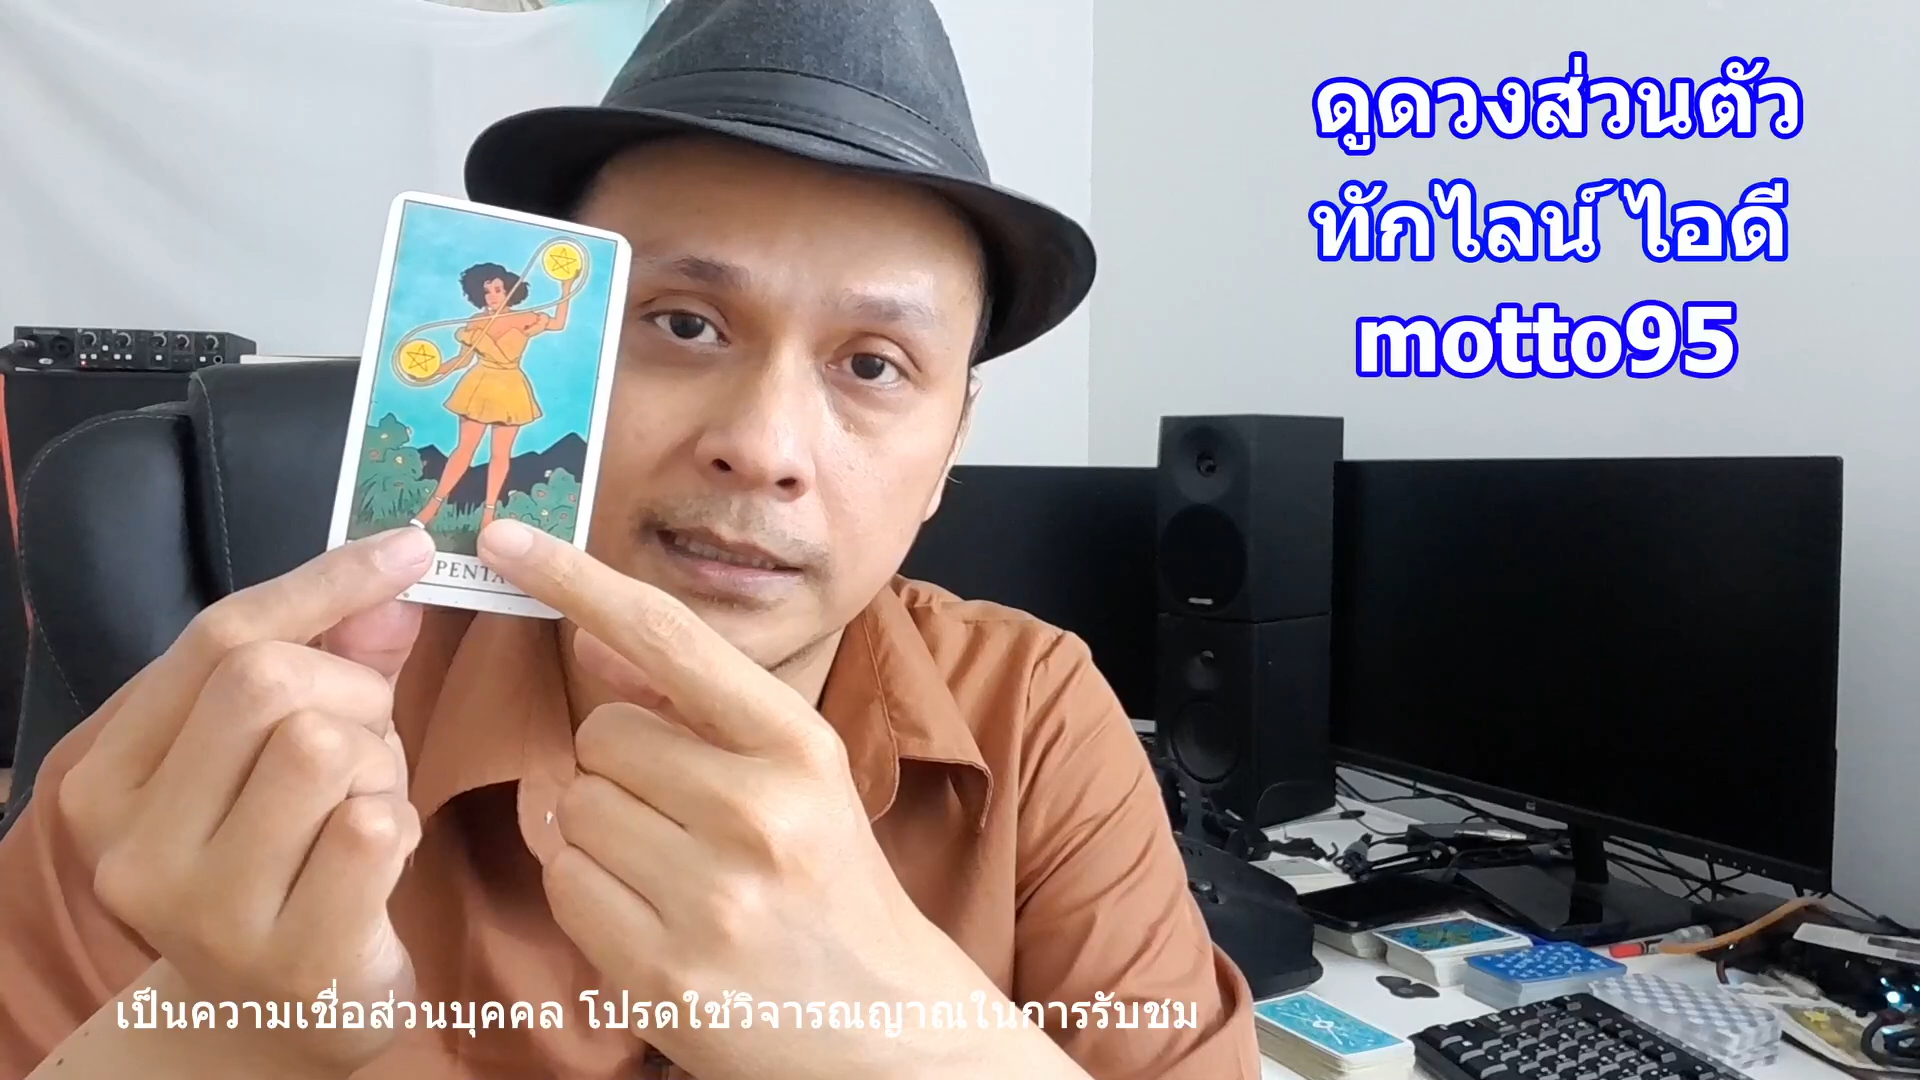 ดูดวงส่วนตัว
ทักไลน์ ไอดี
motto95
PENTA
เป็นความเชื่อส่วนบุคคล โปรดใช้วิจารณญาณในการรับชม